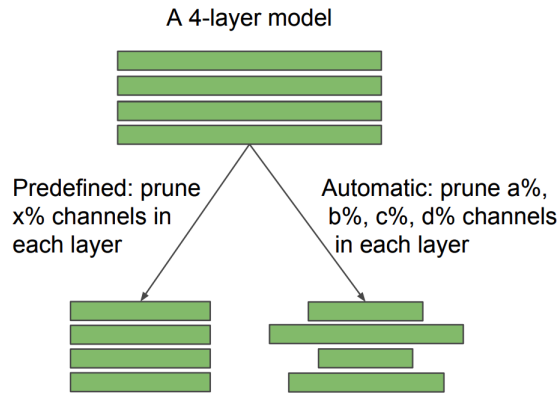 A 4-layer model
Predefined: prune
x% channels in
each layer
Automatic: prune a%,
b%, c%, d% channels
in each layer